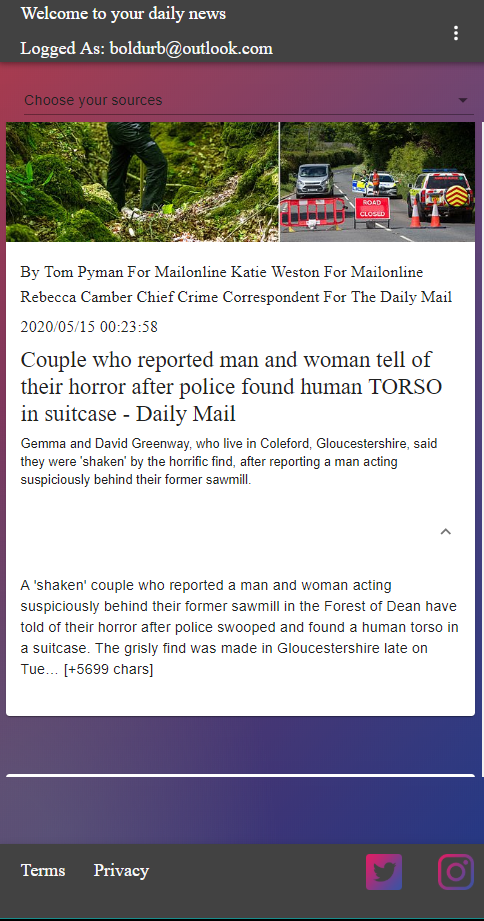 Welcome to your daily news
Logged As: boldurb@outlook.com
Choose your sources
ROAD
CLOSED
By Tom Pyman For Mailonline Katie Weston For Mailonline
Rebecca Camber Chief Crime Correspondent For The Daily Mail
2020/05/15 00:23:58
Couple who reported man and woman tell of
their horror after police found human TORSO
in suitcase - Daily Mail
Gemma and David Greenway, who live in Coleford, Gloucestershire, said
they were 'shaken' by the horrific find, after reporting a man acting
suspiciously behind their former sawmill.
A 'shaken' couple who reported a man and woman acting
suspiciously behind their former sawmill in the Forest of Dean have
told of their horror after police swooped and found a human torso in
a suitcase. The grisly find was made in Gloucestershire late on
Tue… [+5699 chars]
Terms Privacy